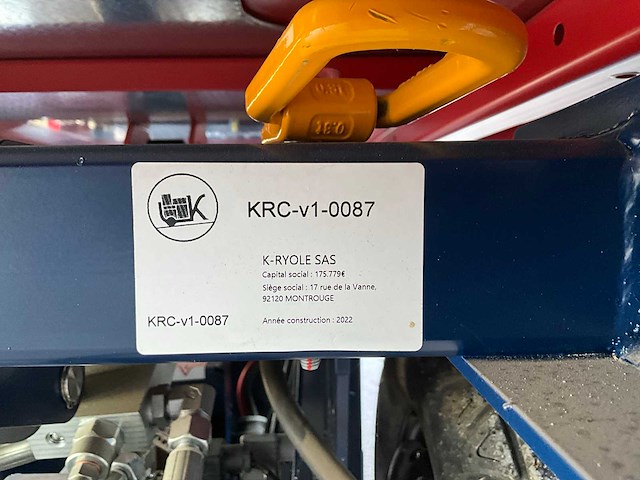 K
KRC-v1-0087
K-RYOLE SAS
Capital social : 175.779€
Siège social : 17 rue de la Vanne,
92120 MONTROUGE
KRC-v1-0087
Année construction : 2022